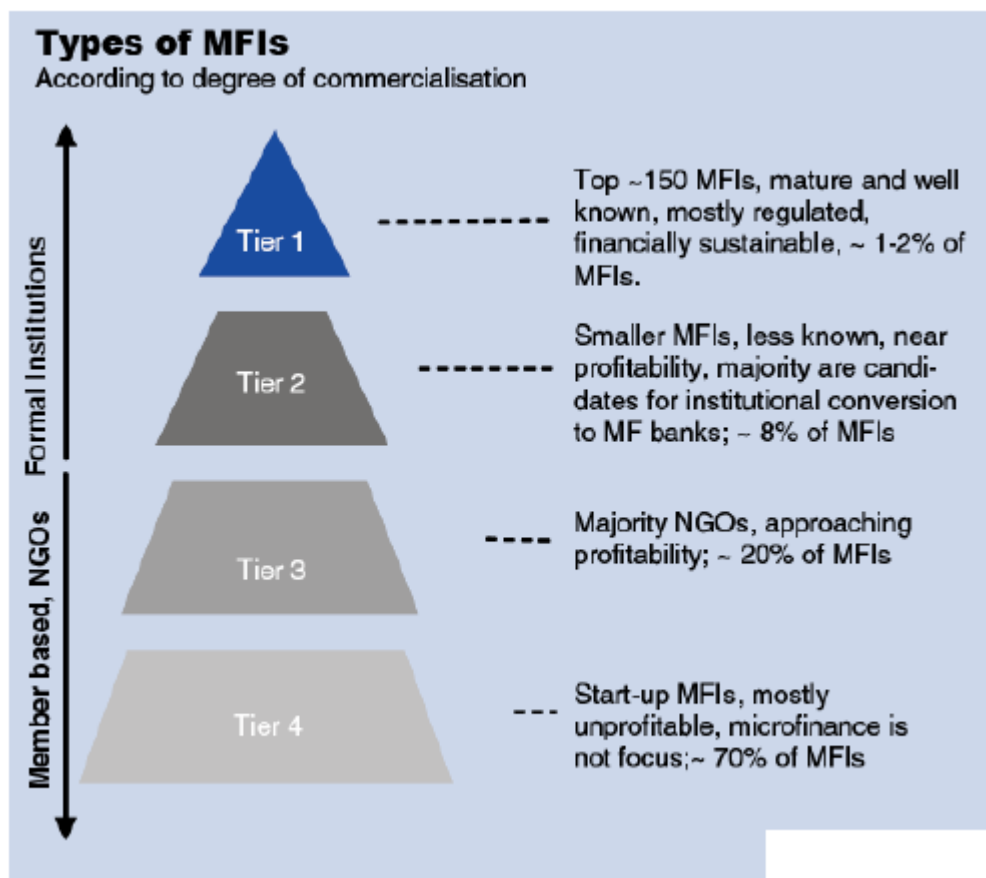 Types of MFIs
According to degree of commercialisation
Formal Institutions
Member based, NGOs
Tier 1
Top ~150 MFIs, mature and well
known, mostly regulated,
financially sustainable, ~ 1-2% of
MFIs.
Tier 2
Smaller MFIs, less known, near
profitability, majority are candi-
dates for institutional conversion
to MF banks; ~ 8% of MFIs
Tier 3
Majority NGOs, approaching
profitability; ~ 20% of MFIs
Tier 4
Start-up MFIs, mostly
unprofitable, microfinance is
not focus;~ 70% of MFIs